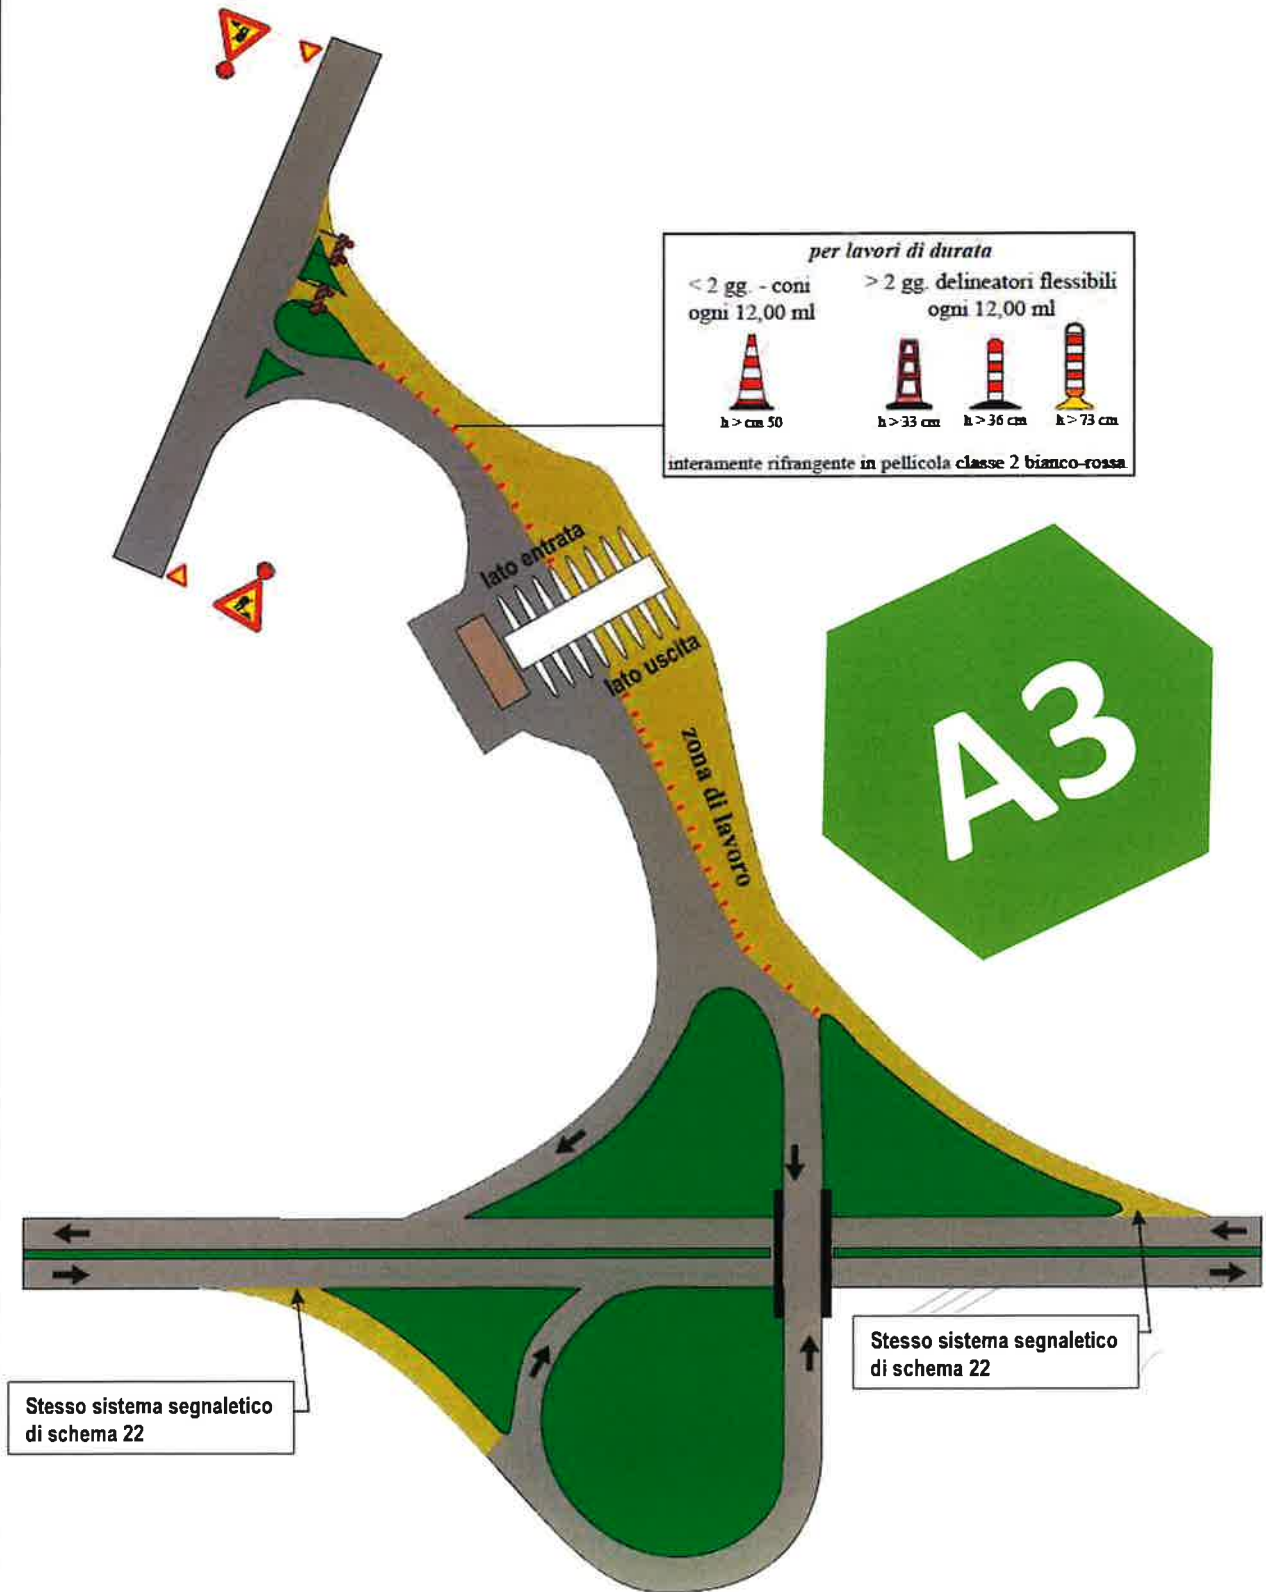 per lavori di durata
< 2 gg. - coni
ogni 12,00 ml
> 2 gg. delineatori flessibili
ogni 12,00 ml
h > cm 50
h > 33 cm
h > 36 cm
h > 73 cm
interamente rifrangente in pellicola classe 2 bianco-rossa
lato entrata
lato uscita
A3
zona di lavoro
Stesso sistema segnaletico
di schema 22
Stesso sistema segnaletico
di schema 22